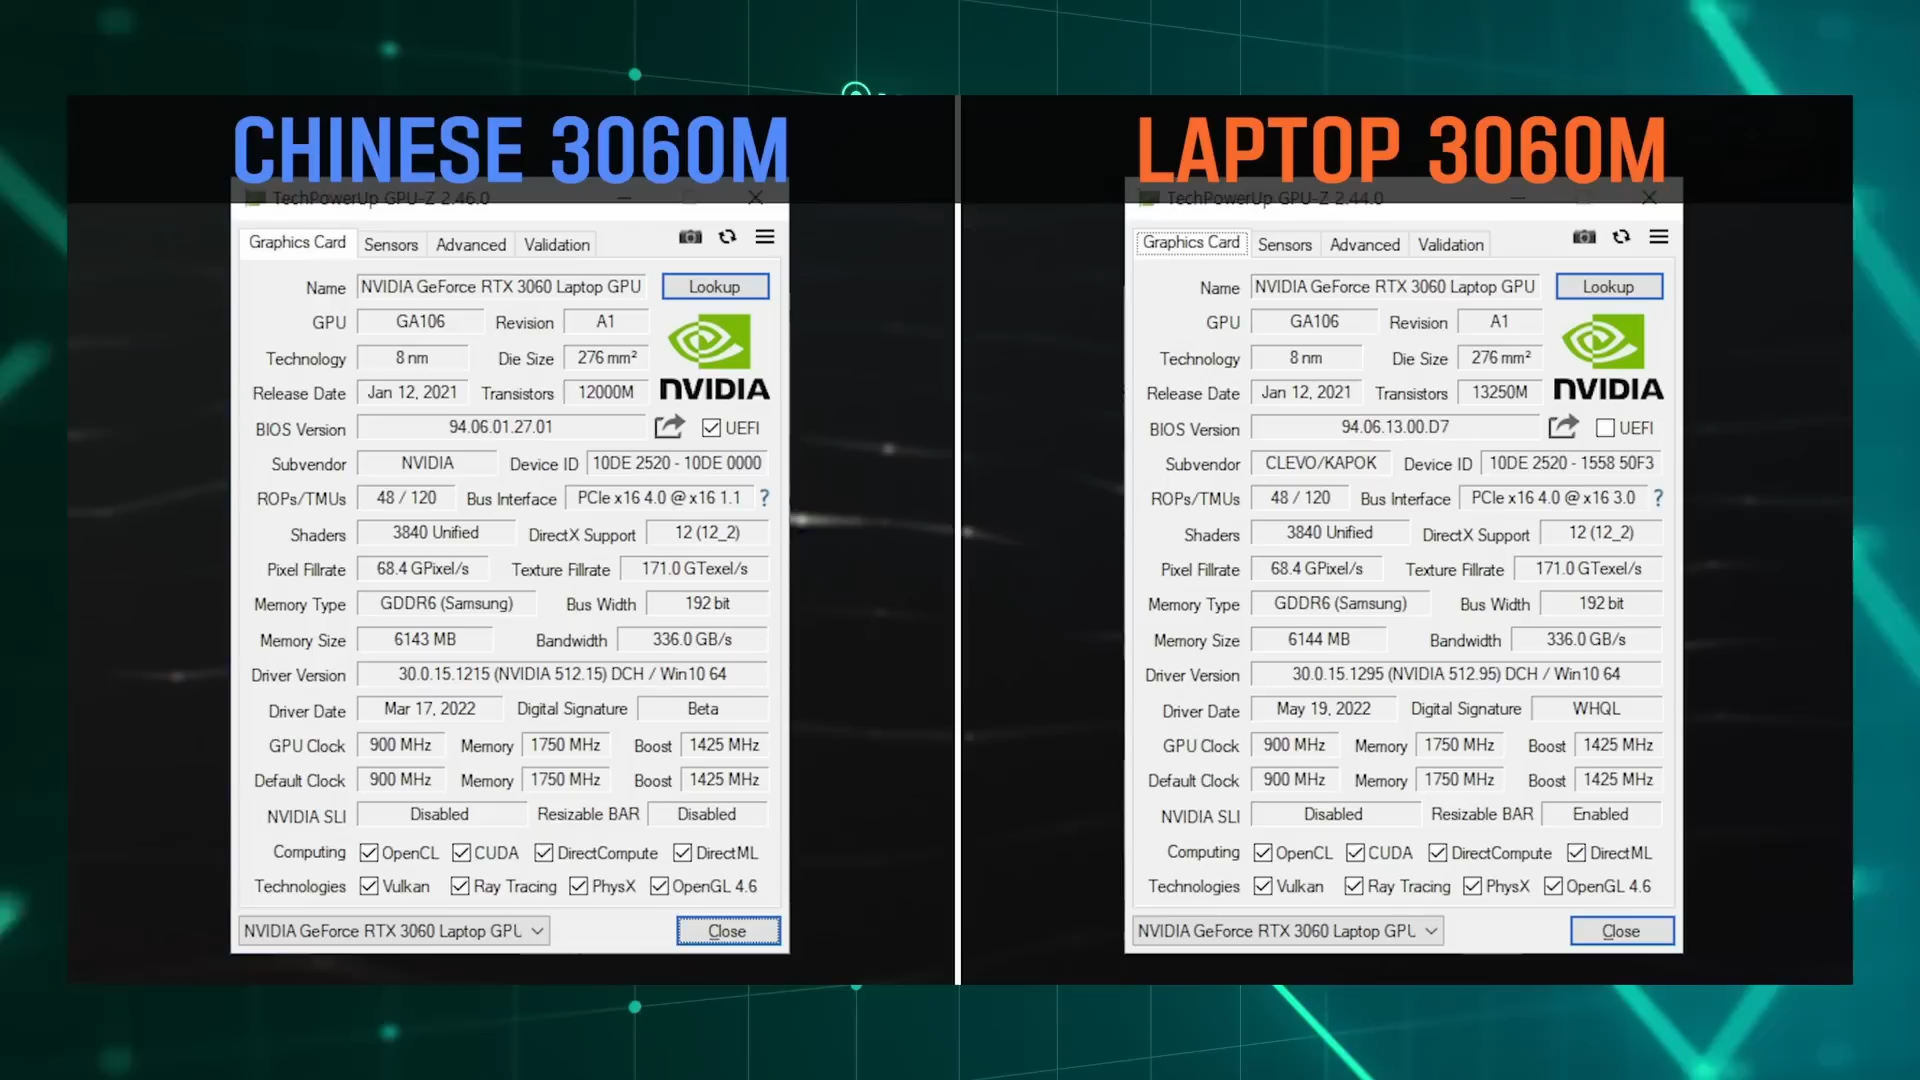 CHINESE 3060M
TechPowerUp GPU-Z 2.46.0
Graphics Card Sensors Advanced Validation
Name NVIDIA GeForce RTX 3060 Laptop GPU Lookup
GPU GA106 Revision A1
Technology 8 nm Die Size 276 mm²
Release Date Jan 12, 2021 Transistors 12000M
NVIDIA
BIOS Version 94.06.01.27.01 UEFI
Subvendor NVIDIA Device ID 10DE 2520 - 10DE 0000
ROPs/TMUs 48 / 120 Bus Interface PCIe x16 4.0 @ x16 1.1 ?
Shaders 3840 Unified DirectX Support 12 (12_2)
Pixel Fillrate 68.4 GPixel/s Texture Fillrate 171.0 GTexel/s
Memory Type GDDR6 (Samsung) Bus Width 192 bit
Memory Size 6143 MB Bandwidth 336.0 GB/s
Driver Version 30.0.15.1215 (NVIDIA 512.15) DCH / Win10 64
Driver Date Mar 17, 2022 Digital Signature Beta
GPU Clock 900 MHz Memory 1750 MHz Boost 1425 MHz
Default Clock 900 MHz Memory 1750 MHz Boost 1425 MHz
NVIDIA SLI Disabled Resizable BAR Disabled
Computing OpenCL CUDA DirectCompute DirectML
Technologies Vulkan Ray Tracing PhysX OpenGL 4.6
NVIDIA GeForce RTX 3060 Laptop GPU Close
LAPTOP 3060M
TechPowerUp GPU-Z 2.44.0
Graphics Card Sensors Advanced Validation
Name NVIDIA GeForce RTX 3060 Laptop GPU Lookup
GPU GA106 Revision A1
Technology 8 nm Die Size 276 mm²
Release Date Jan 12, 2021 Transistors 13250M
NVIDIA
BIOS Version 94.06.13.00.D7 UEFI
Subvendor CLEVO/KAPOK Device ID 10DE 2520 - 1558 50F3
ROPs/TMUs 48 / 120 Bus Interface PCIe x16 4.0 @ x16 3.0 ?
Shaders 3840 Unified DirectX Support 12 (12_2)
Pixel Fillrate 68.4 GPixel/s Texture Fillrate 171.0 GTexel/s
Memory Type GDDR6 (Samsung) Bus Width 192 bit
Memory Size 6144 MB Bandwidth 336.0 GB/s
Driver Version 30.0.15.1295 (NVIDIA 512.95) DCH / Win10 64
Driver Date May 19, 2022 Digital Signature WHQL
GPU Clock 900 MHz Memory 1750 MHz Boost 1425 MHz
Default Clock 900 MHz Memory 1750 MHz Boost 1425 MHz
NVIDIA SLI Disabled Resizable BAR Enabled
Computing OpenCL CUDA DirectCompute DirectML
Technologies Vulkan Ray Tracing PhysX OpenGL 4.6
NVIDIA GeForce RTX 3060 Laptop GPU Close